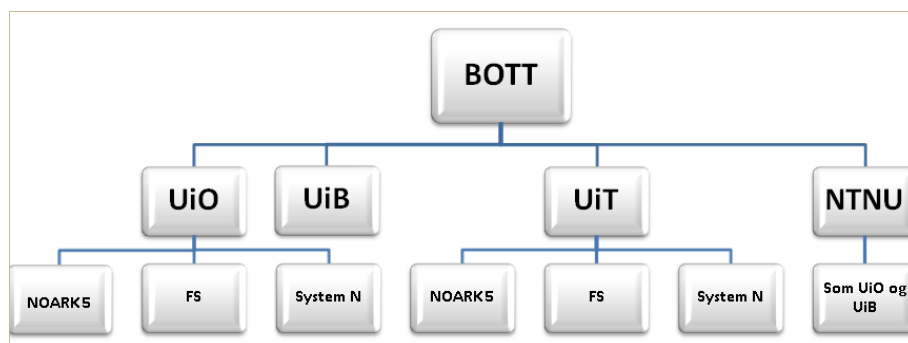 BOTT
UiO
UiB
UiT
NTNU
NOARK5
FS
System N
NOARK5
FS
System N
Som UiO og
UiB